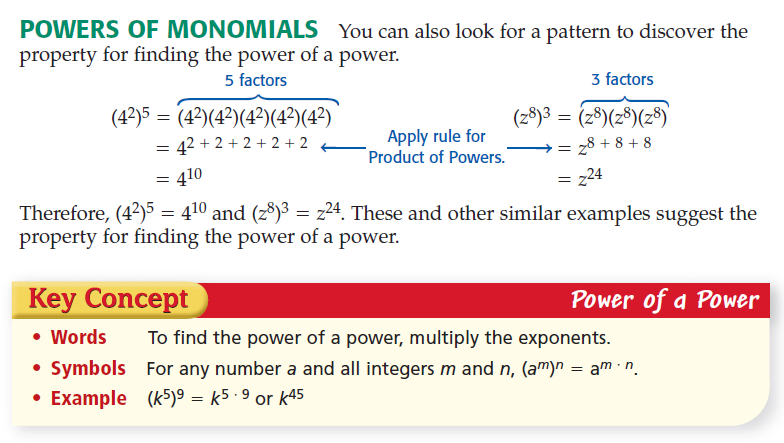 POWERS OF MONOMIALS You can also look for a pattern to discover the
property for finding the power of a power.
5 factors
3 factors
(4²)⁵ = (4²)(4²)(4²)(4²)(4²)
(z⁸)³ = (z⁸)(z⁸)(z⁸)
= 4² ⁺ ² ⁺ ² ⁺ ² ⁺ ²
Apply rule for
Product of Powers.
= z⁸ ⁺ ⁸ ⁺ ⁸
= 4¹⁰
= z²⁴
Therefore, (4²)⁵ = 4¹⁰ and (z⁸)³ = z²⁴. These and other similar examples suggest the
property for finding the power of a power.
Key Concept
Power of a Power
• Words To find the power of a power, multiply the exponents.
• Symbols For any number a and all integers m and n, (aᵐ)ⁿ = aᵐ ˙ ⁿ.
• Example (k⁵)⁹ = k⁵ ˙ ⁹ or k⁴⁵